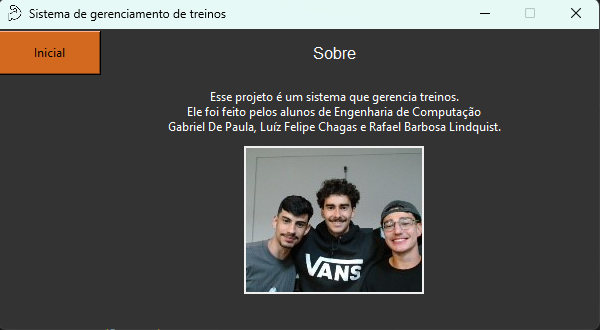 Sistema de gerenciamento de treinos
Inicial
Sobre
Esse projeto é um sistema que gerencia treinos.
Ele foi feito pelos alunos de Engenharia de Computação
Gabriel De Paula, Luíz Felipe Chagas e Rafael Barbosa Lindquist.
VANS